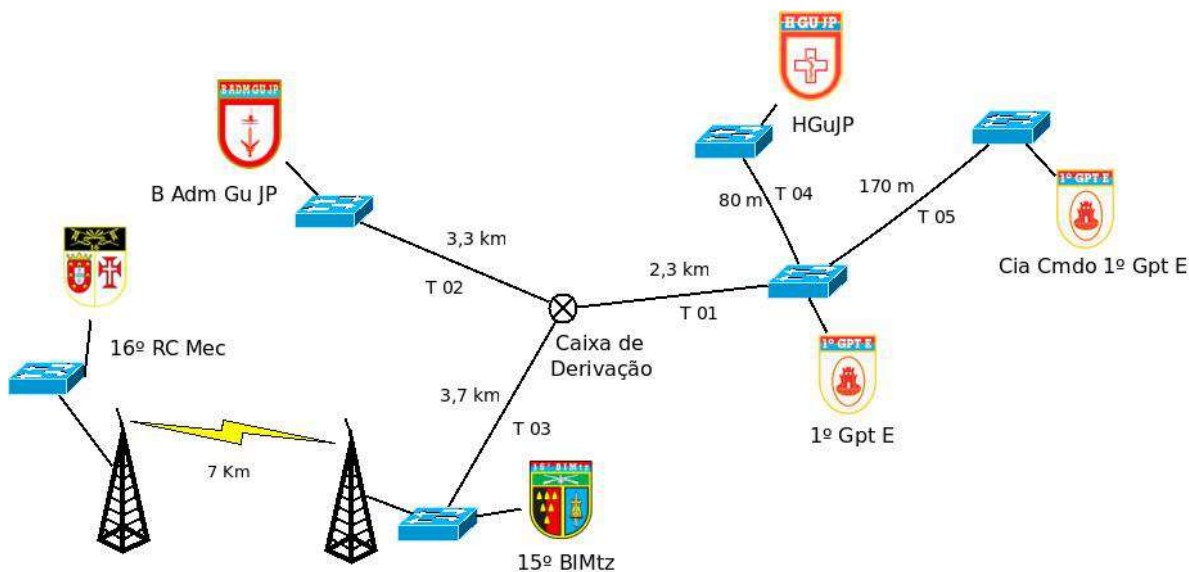 H GU JP
HGuJP
B ADM GU JP
B Adm Gu JP
80 m
T 04
170 m
T 05
1º GPT E
Cia Cmdo 1º Gpt E
3,3 km
T 02
2,3 km
T 01
Caixa de
Derivação
16º RC Mec
1º GPT E
1º Gpt E
3,7 km
T 03
7 Km
15º BIMtz
15º BIMtz